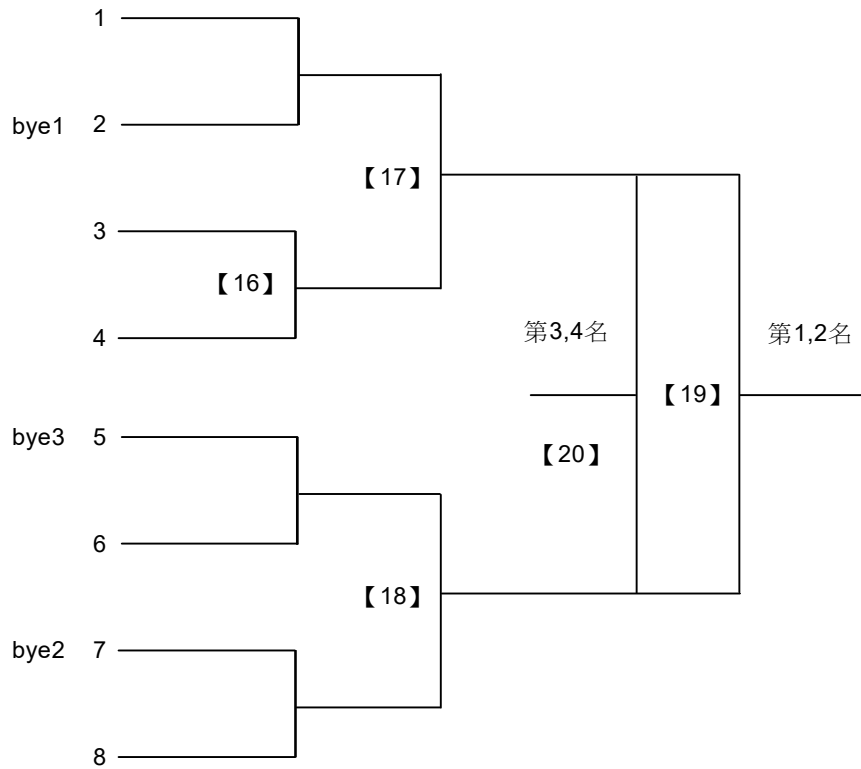 1
bye1 2
【17】
3
【16】
4
第3,4名
第1,2名
【19】
bye3 5
【20】
6
【18】
bye2 7
8